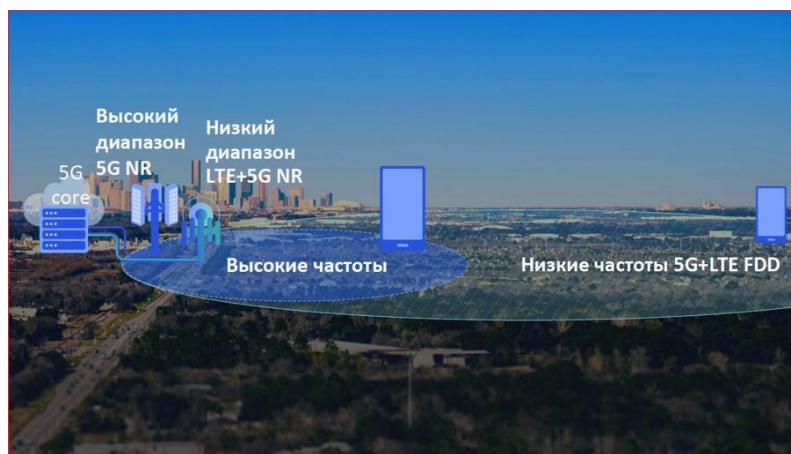 Высокий
диапазон
5G NR
Низкий
диапазон
LTE+5G NR
5G
core
Высокие частоты
Низкие частоты 5G+LTE FDD